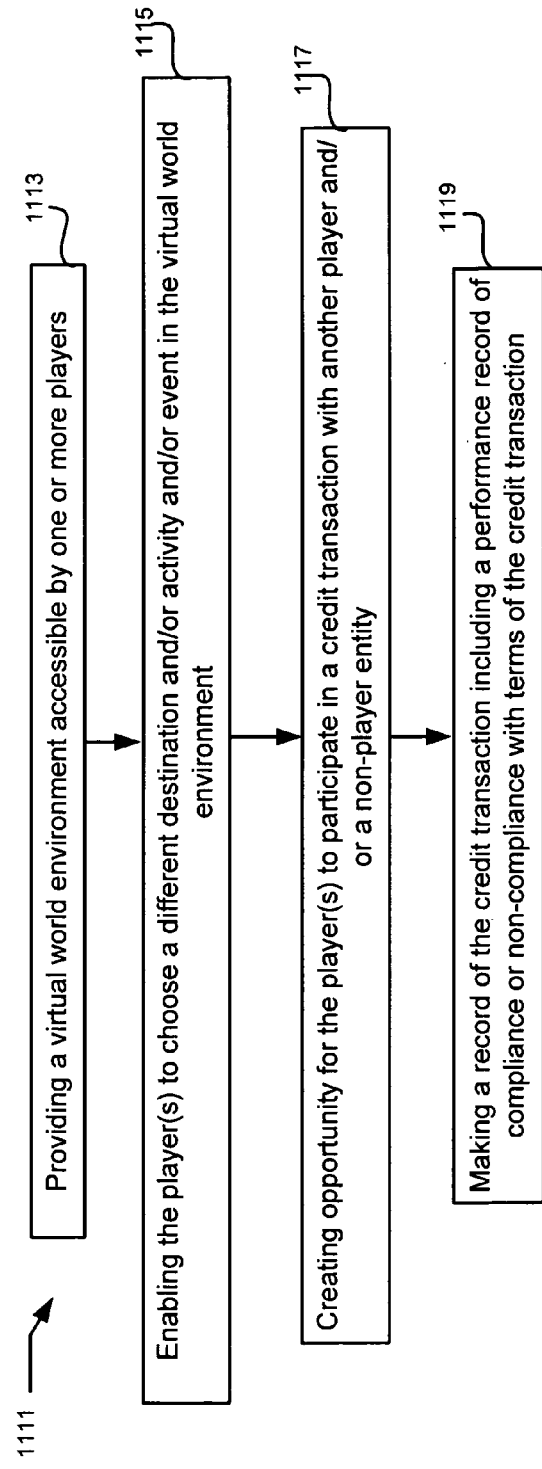 1111
1113
Providing a virtual world environment accessible by one or more players
1115
Enabling the player(s) to choose a different destination and/or activity and/or event in the virtual world
environment
1117
Creating opportunity for the player(s) to participate in a credit transaction with another player and/
or a non-player entity
1119
Making a record of the credit transaction including a performance record of
compliance or non-compliance with terms of the credit transaction